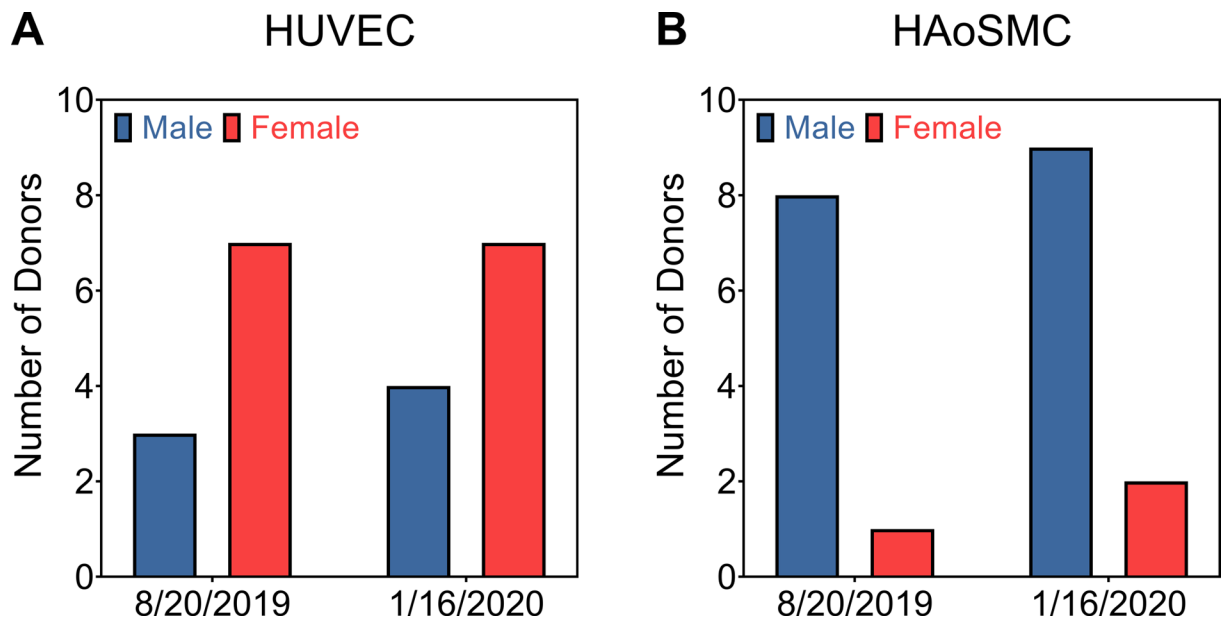 A
HUVEC
Number of Donors
10
8
6
4
2
0
Male
Female
8/20/2019
1/16/2020
B
HAoSMC
Number of Donors
10
8
6
4
2
0
Male
Female
8/20/2019
1/16/2020